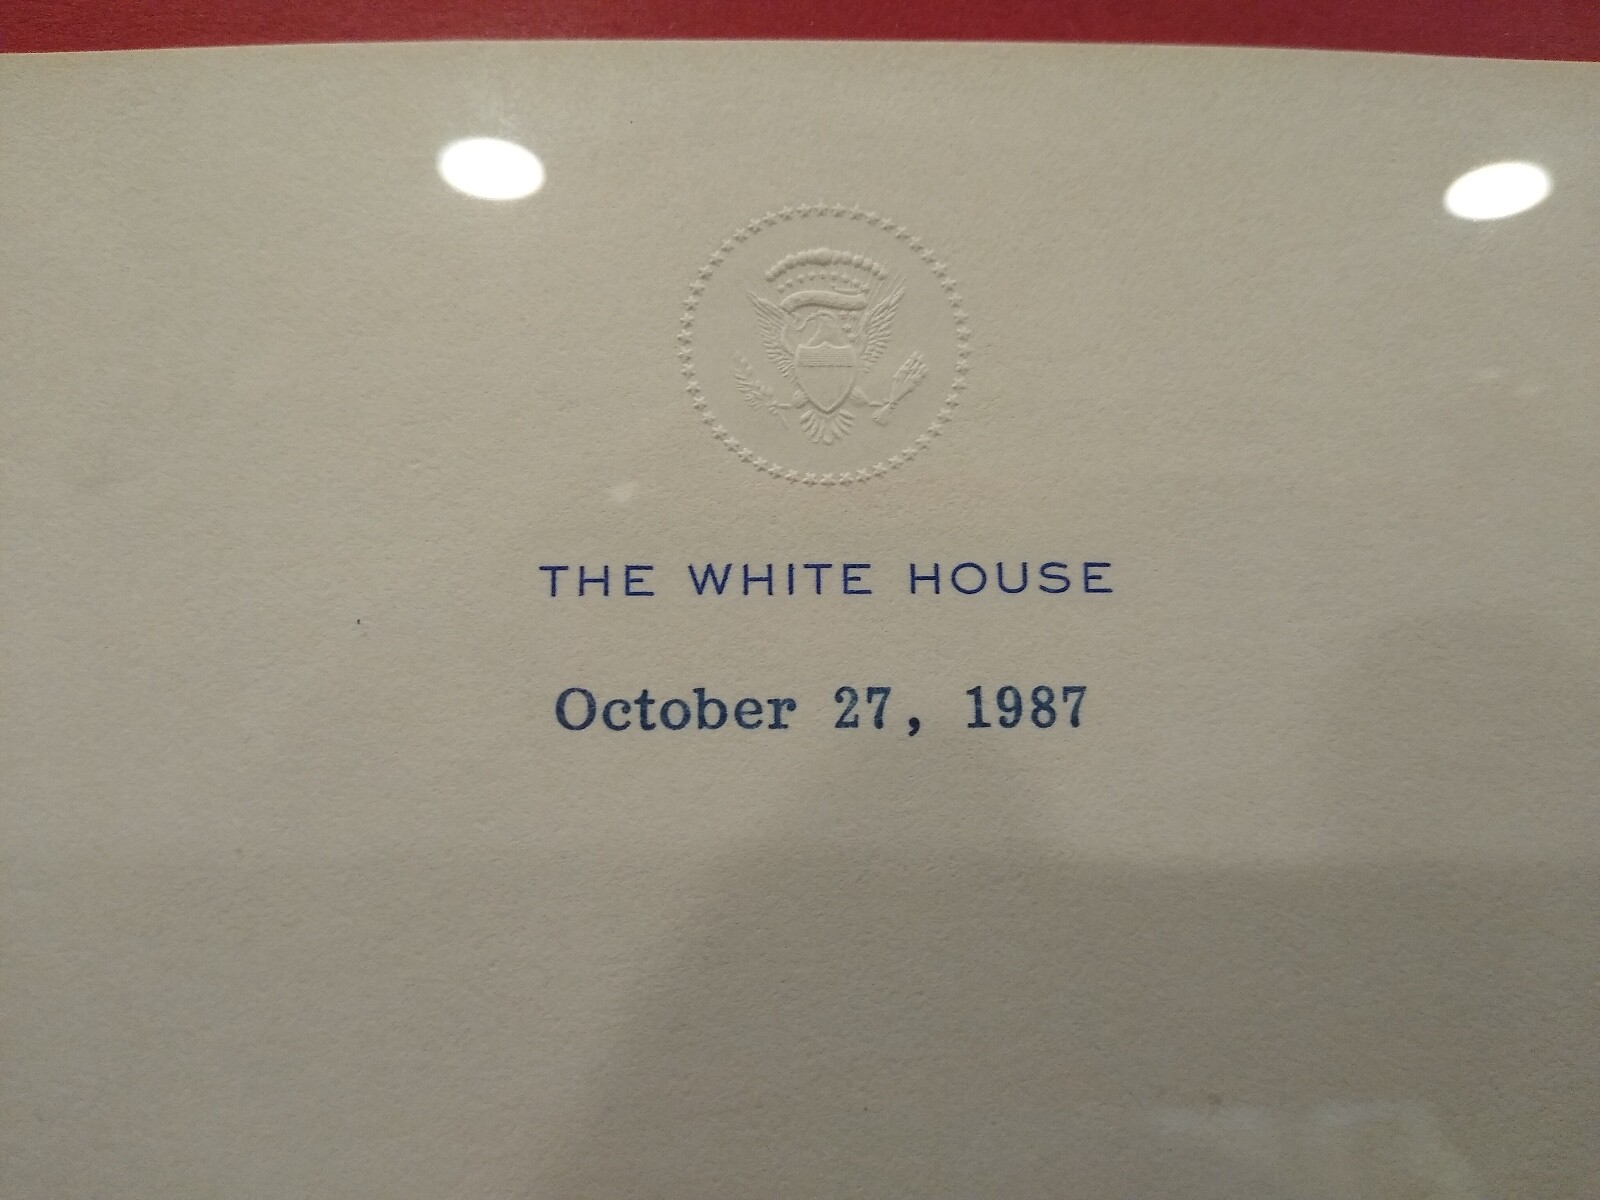 THE WHITE HOUSE
October 27, 1987